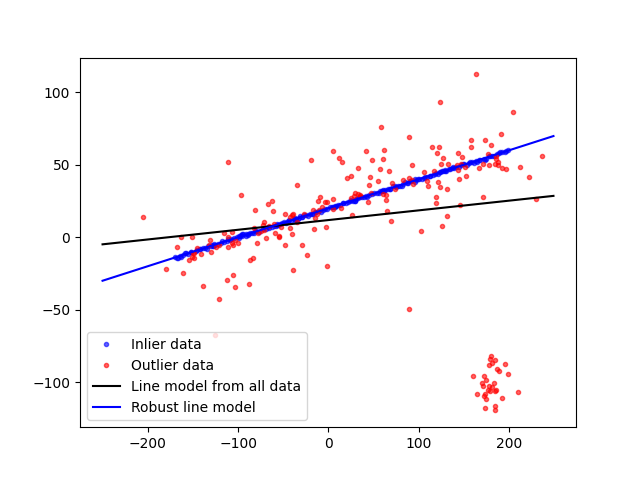 100
50
0
−50
−100
Inlier data
Outlier data
Line model from all data
Robust line model
−200 −100 0 100 200